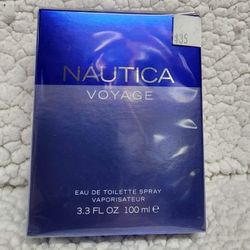 $35
NAUTICA
VOYAGE
EAU DE TOILETTE SPRAY
VAPORISATEUR
3.3 FL OZ 100 ml e